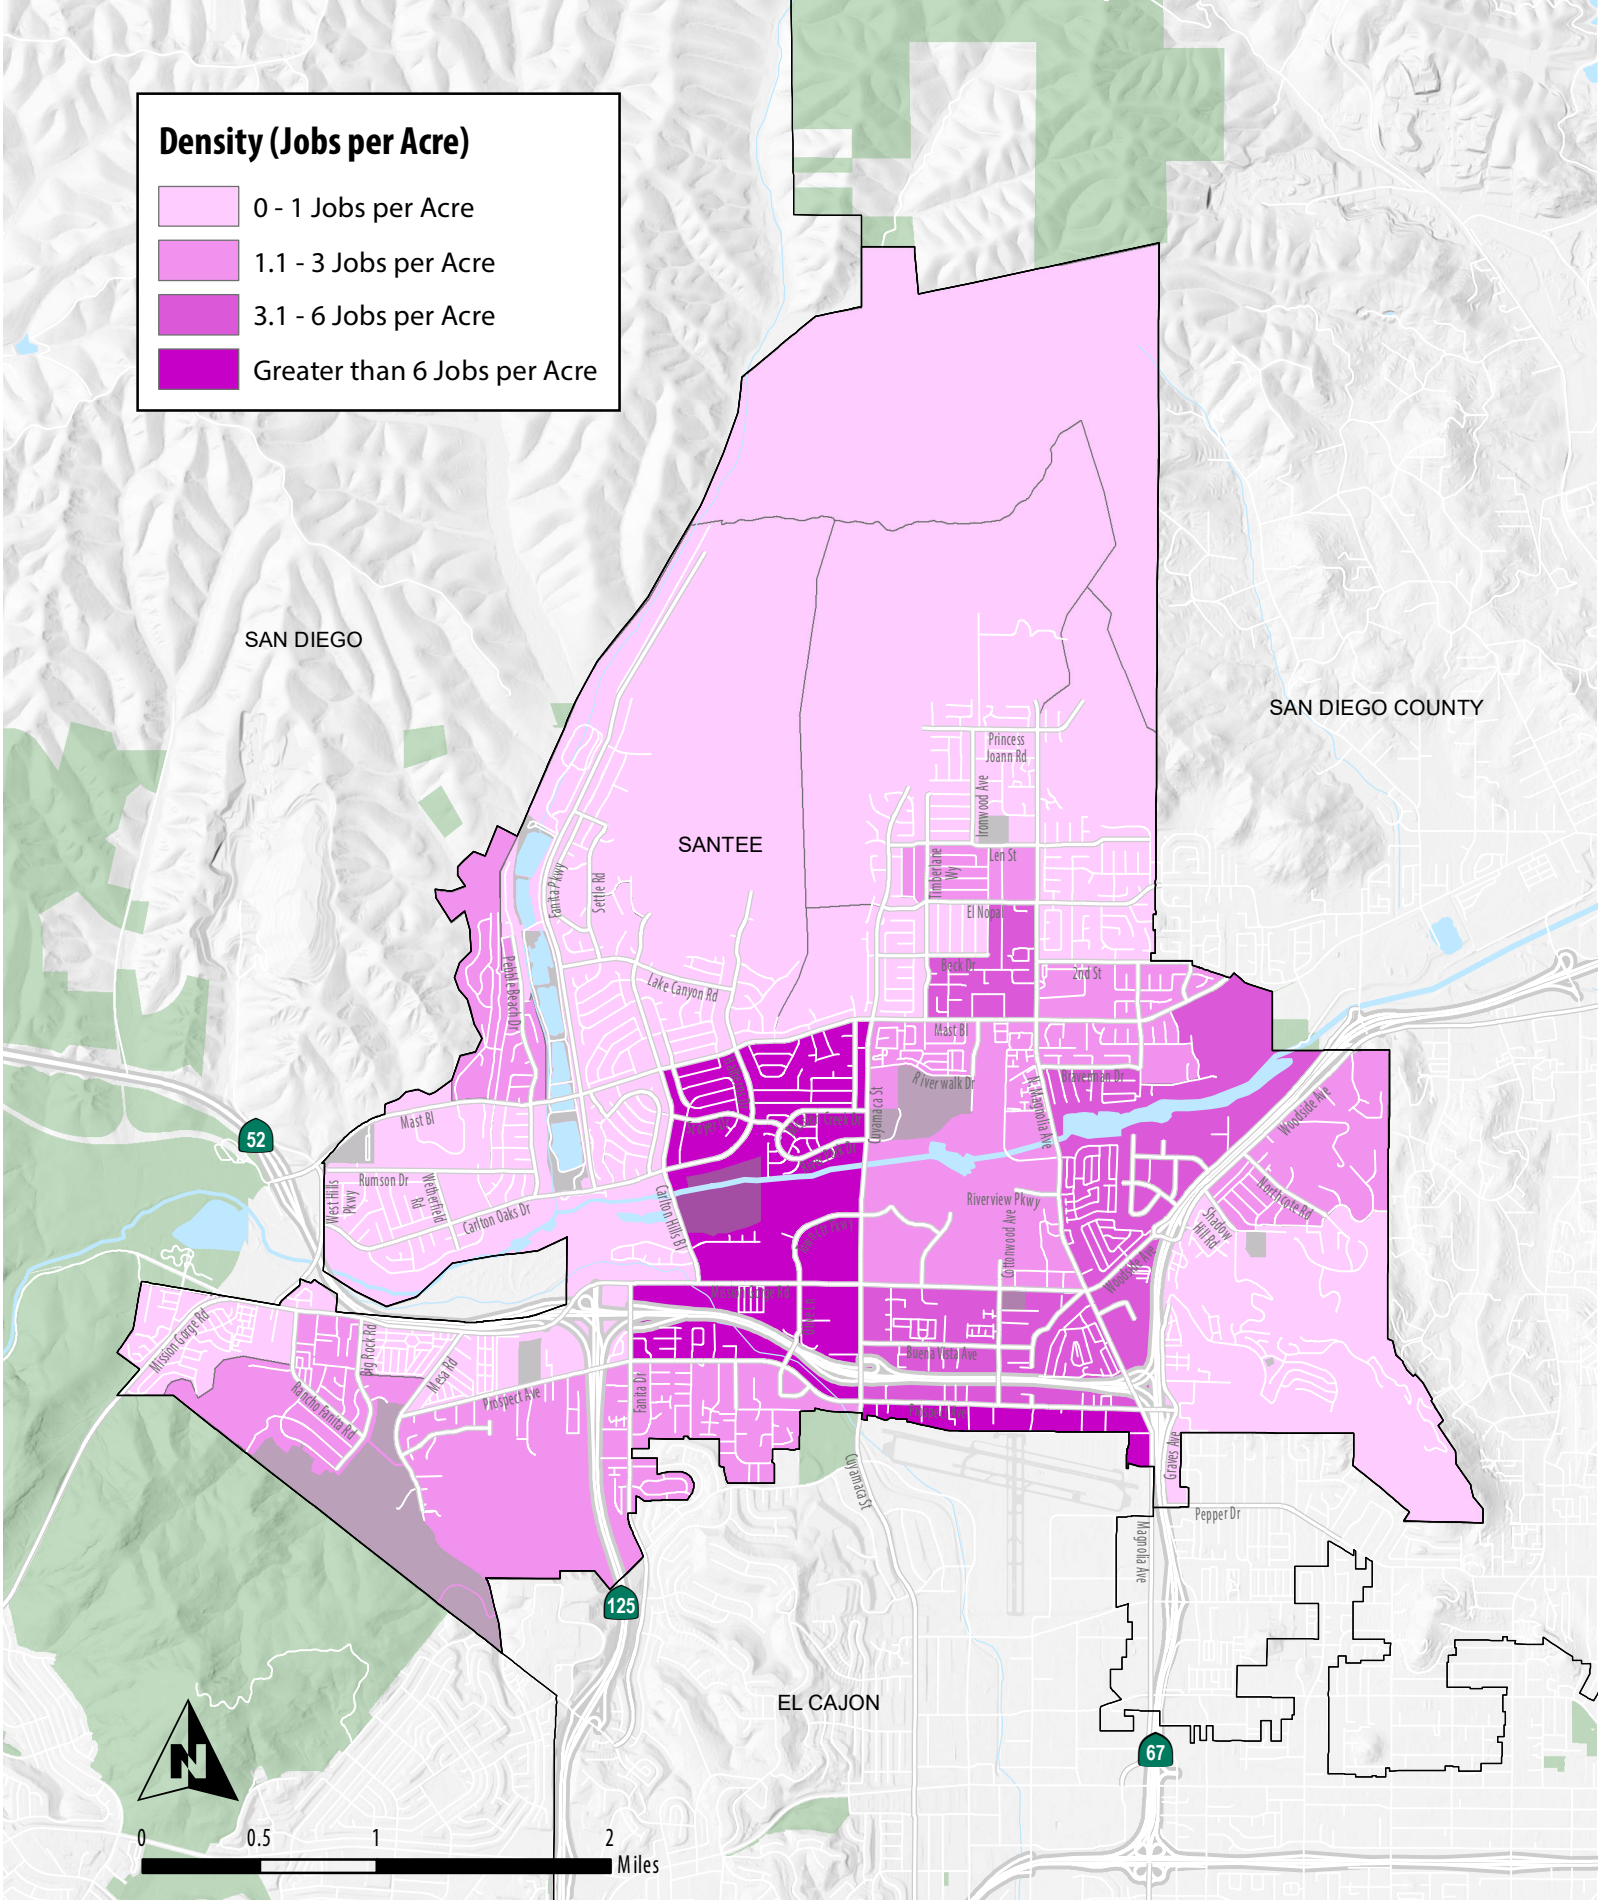 Density (Jobs per Acre)
0 - 1 Jobs per Acre
1.1 - 3 Jobs per Acre
3.1 - 6 Jobs per Acre
Greater than 6 Jobs per Acre
SAN DIEGO
SAN DIEGO COUNTY
Princess
Joann Rd
Ironwood Ave
SANTEE
Len St
Timberlane
Wy
Fanita Pkwy
Settle Rd
El Nopal
Beck Dr
2nd St
Pebble Beach Dr
Lake Canyon Rd
Mast Bl
Riverwalk Dr
Braverman Dr
N. Magnolia Ave
Cuyamaca St
Woodside Ave
Mast Bl
52
Rumson Dr
West Hills
Pkwy
Wetherfield
Rd
Carlton Oaks Dr
Carlton Hills Bl
Riverview Pkwy
Cottonwood Ave
Northcote Rd
Shadow
Hill Rd
Woodside Ave
Mission Gorge Rd
Mission Gorge Rd
Big Rock Rd
Mesa Rd
Rancho Fanita Rd
Prospect Ave
Fanita Dr
Buena Vista Ave
Prospect Ave
Graves Ave
Cuyamaca St
Pepper Dr
Magnolia Ave
125
EL CAJON
67
N
0
0.5
1
2
Miles